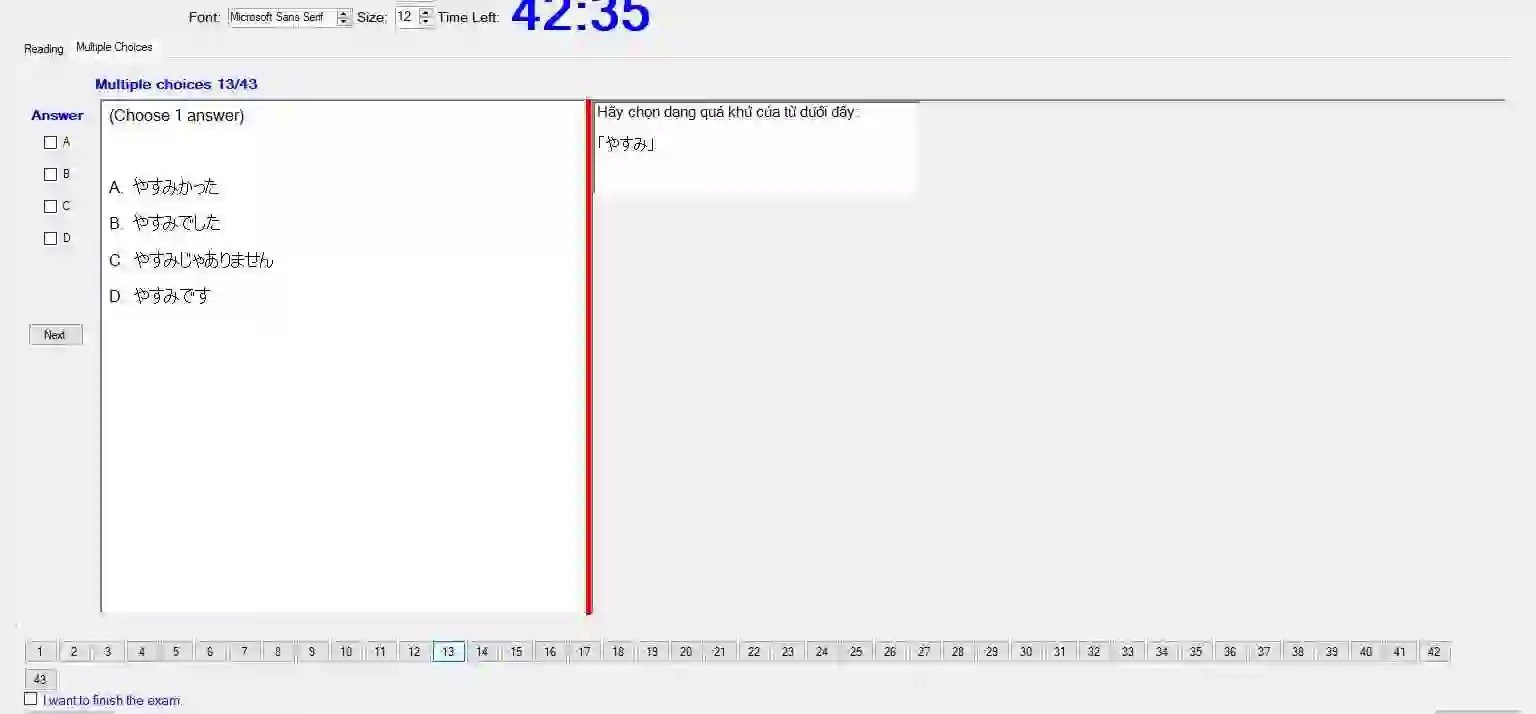 Font: Microsoft Sans Serif Size: 12 Time Left: 42:35
Reading Multiple Choices
Multiple choices 13/43
Answer
A
B
C
D
Next
(Choose 1 answer)
A. やすみかった
B. やすみでした
C. やすみじゃありません
D. やすみです
Hãy chọn dạng quá khứ của từ dưới đây:
「やすみ」
1 2 3 4 5 6 7 8 9 10 11 12 13 14 15 16 17 18 19 20 21 22 23 24 25 26 27 28 29 30 31 32 33 34 35 36 37 38 39 40 41 42
43
I want to finish the exam.